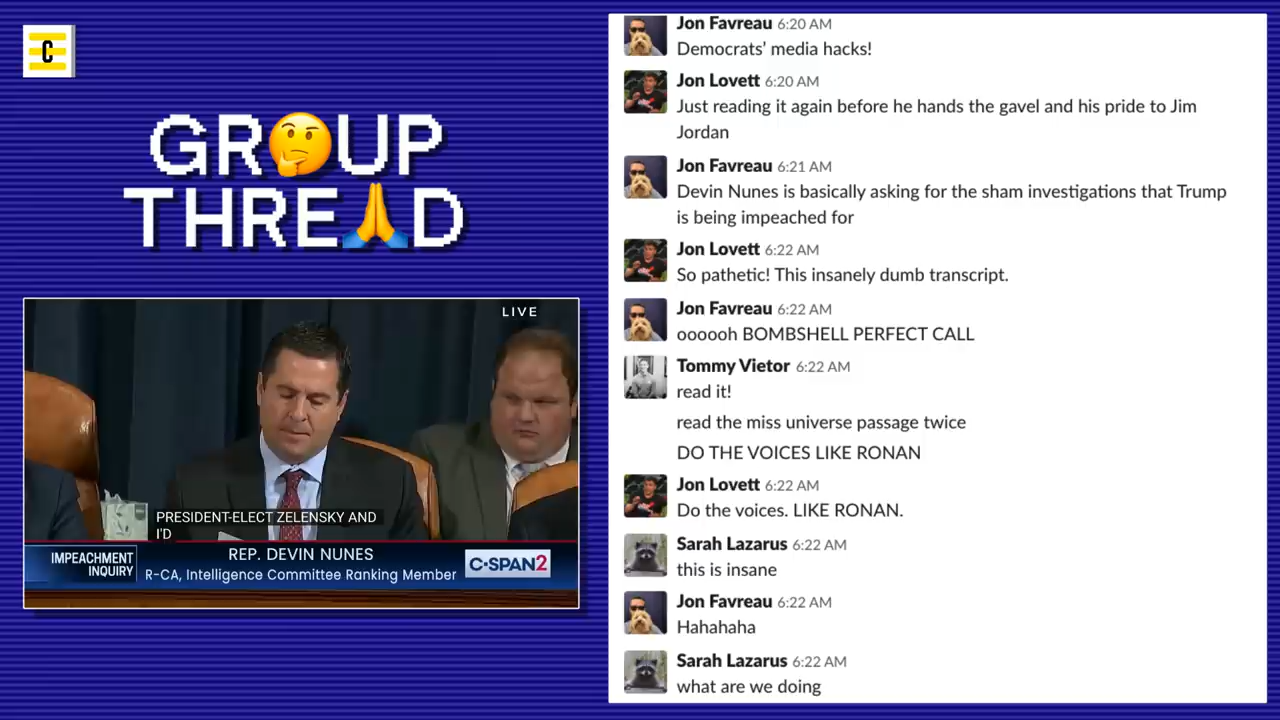 C
GR UP
THRE D
LIVE
PRESIDENT-ELECT ZELENSKY AND
I'D
IMPEACHMENT
INQUIRY
REP. DEVIN NUNES
R-CA, Intelligence Committee Ranking Member
C-SPAN2
Jon Favreau 6:20 AM
Democrats' media hacks!
Jon Lovett 6:20 AM
Just reading it again before he hands the gavel and his pride to Jim
Jordan
Jon Favreau 6:21 AM
Devin Nunes is basically asking for the sham investigations that Trump
is being impeached for
Jon Lovett 6:22 AM
So pathetic! This insanely dumb transcript.
Jon Favreau 6:22 AM
oooooh BOMBSHELL PERFECT CALL
Tommy Vietor 6:22 AM
read it!
read the miss universe passage twice
DO THE VOICES LIKE RONAN
Jon Lovett 6:22 AM
Do the voices. LIKE RONAN.
Sarah Lazarus 6:22 AM
this is insane
Jon Favreau 6:22 AM
Hahahaha
Sarah Lazarus 6:22 AM
what are we doing